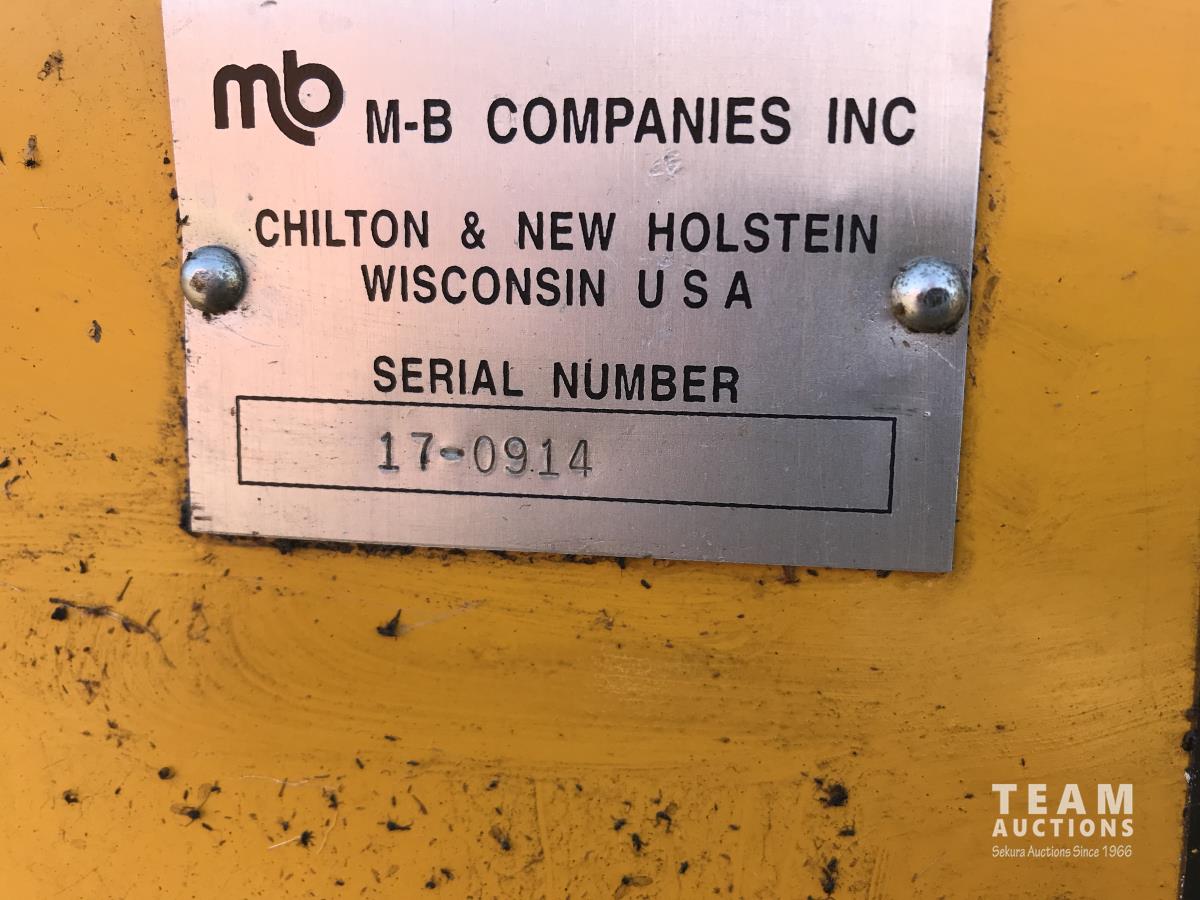 mb M-B COMPANIES INC
CHILTON & NEW HOLSTEIN
WISCONSIN U S A
SERIAL NUMBER
17-0914
TEAM
AUCTIONS
Sekura Auctions Since 1966